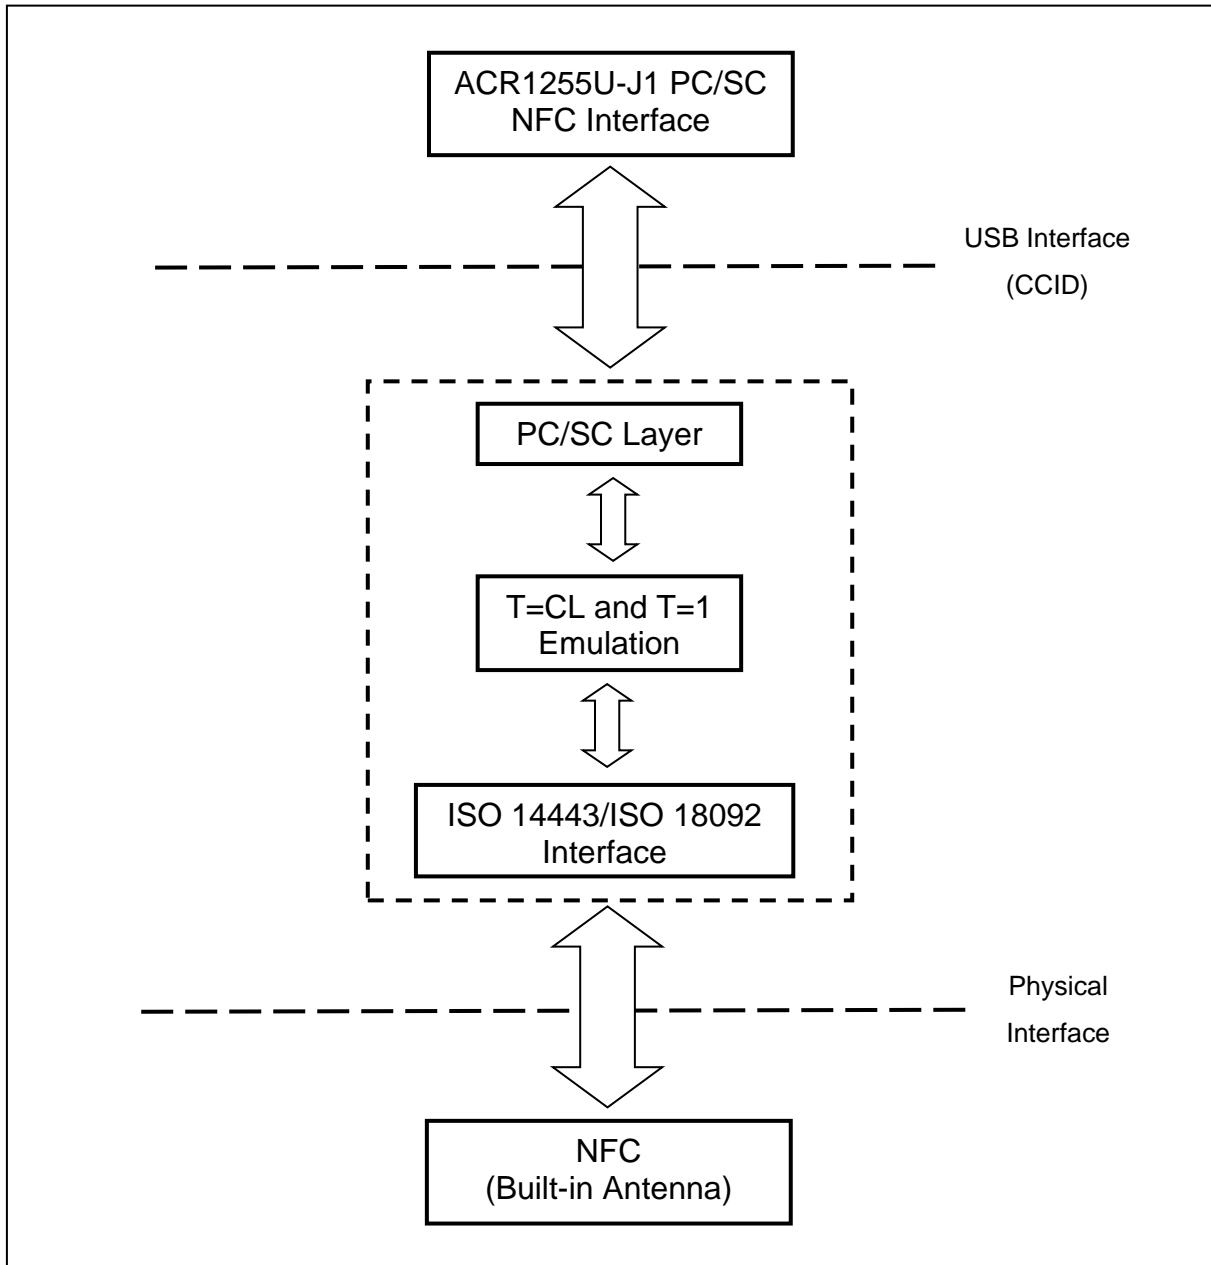 ACR1255U-J1 PC/SC
NFC Interface
USB Interface
(CCID)
PC/SC Layer
T=CL and T=1
Emulation
ISO 14443/ISO 18092
Interface
Physical
Interface
NFC
(Built-in Antenna)